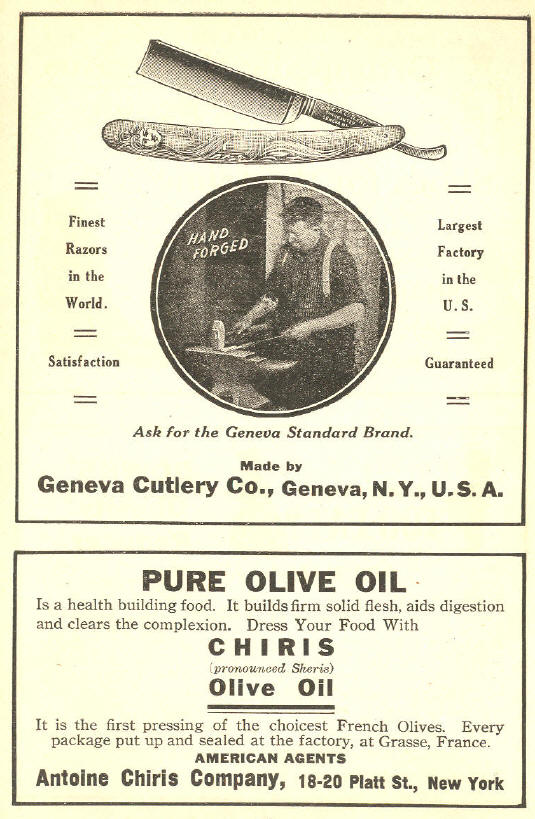 HAND
FORGED
Finest
Razors
in the
World.
Satisfaction
Largest
Factory
in the
U. S.
Guaranteed
Ask for the Geneva Standard Brand.
Made by
Geneva Cutlery Co., Geneva, N. Y., U. S. A.
PURE OLIVE OIL
Is a health building food. It builds firm solid flesh, aids digestion
and clears the complexion. Dress Your Food With
CHIRIS
(pronounced Sheris)
Olive Oil
It is the first pressing of the choicest French Olives. Every
package put up and sealed at the factory, at Grasse, France.
AMERICAN AGENTS
Antoine Chiris Company, 18-20 Platt St., New York